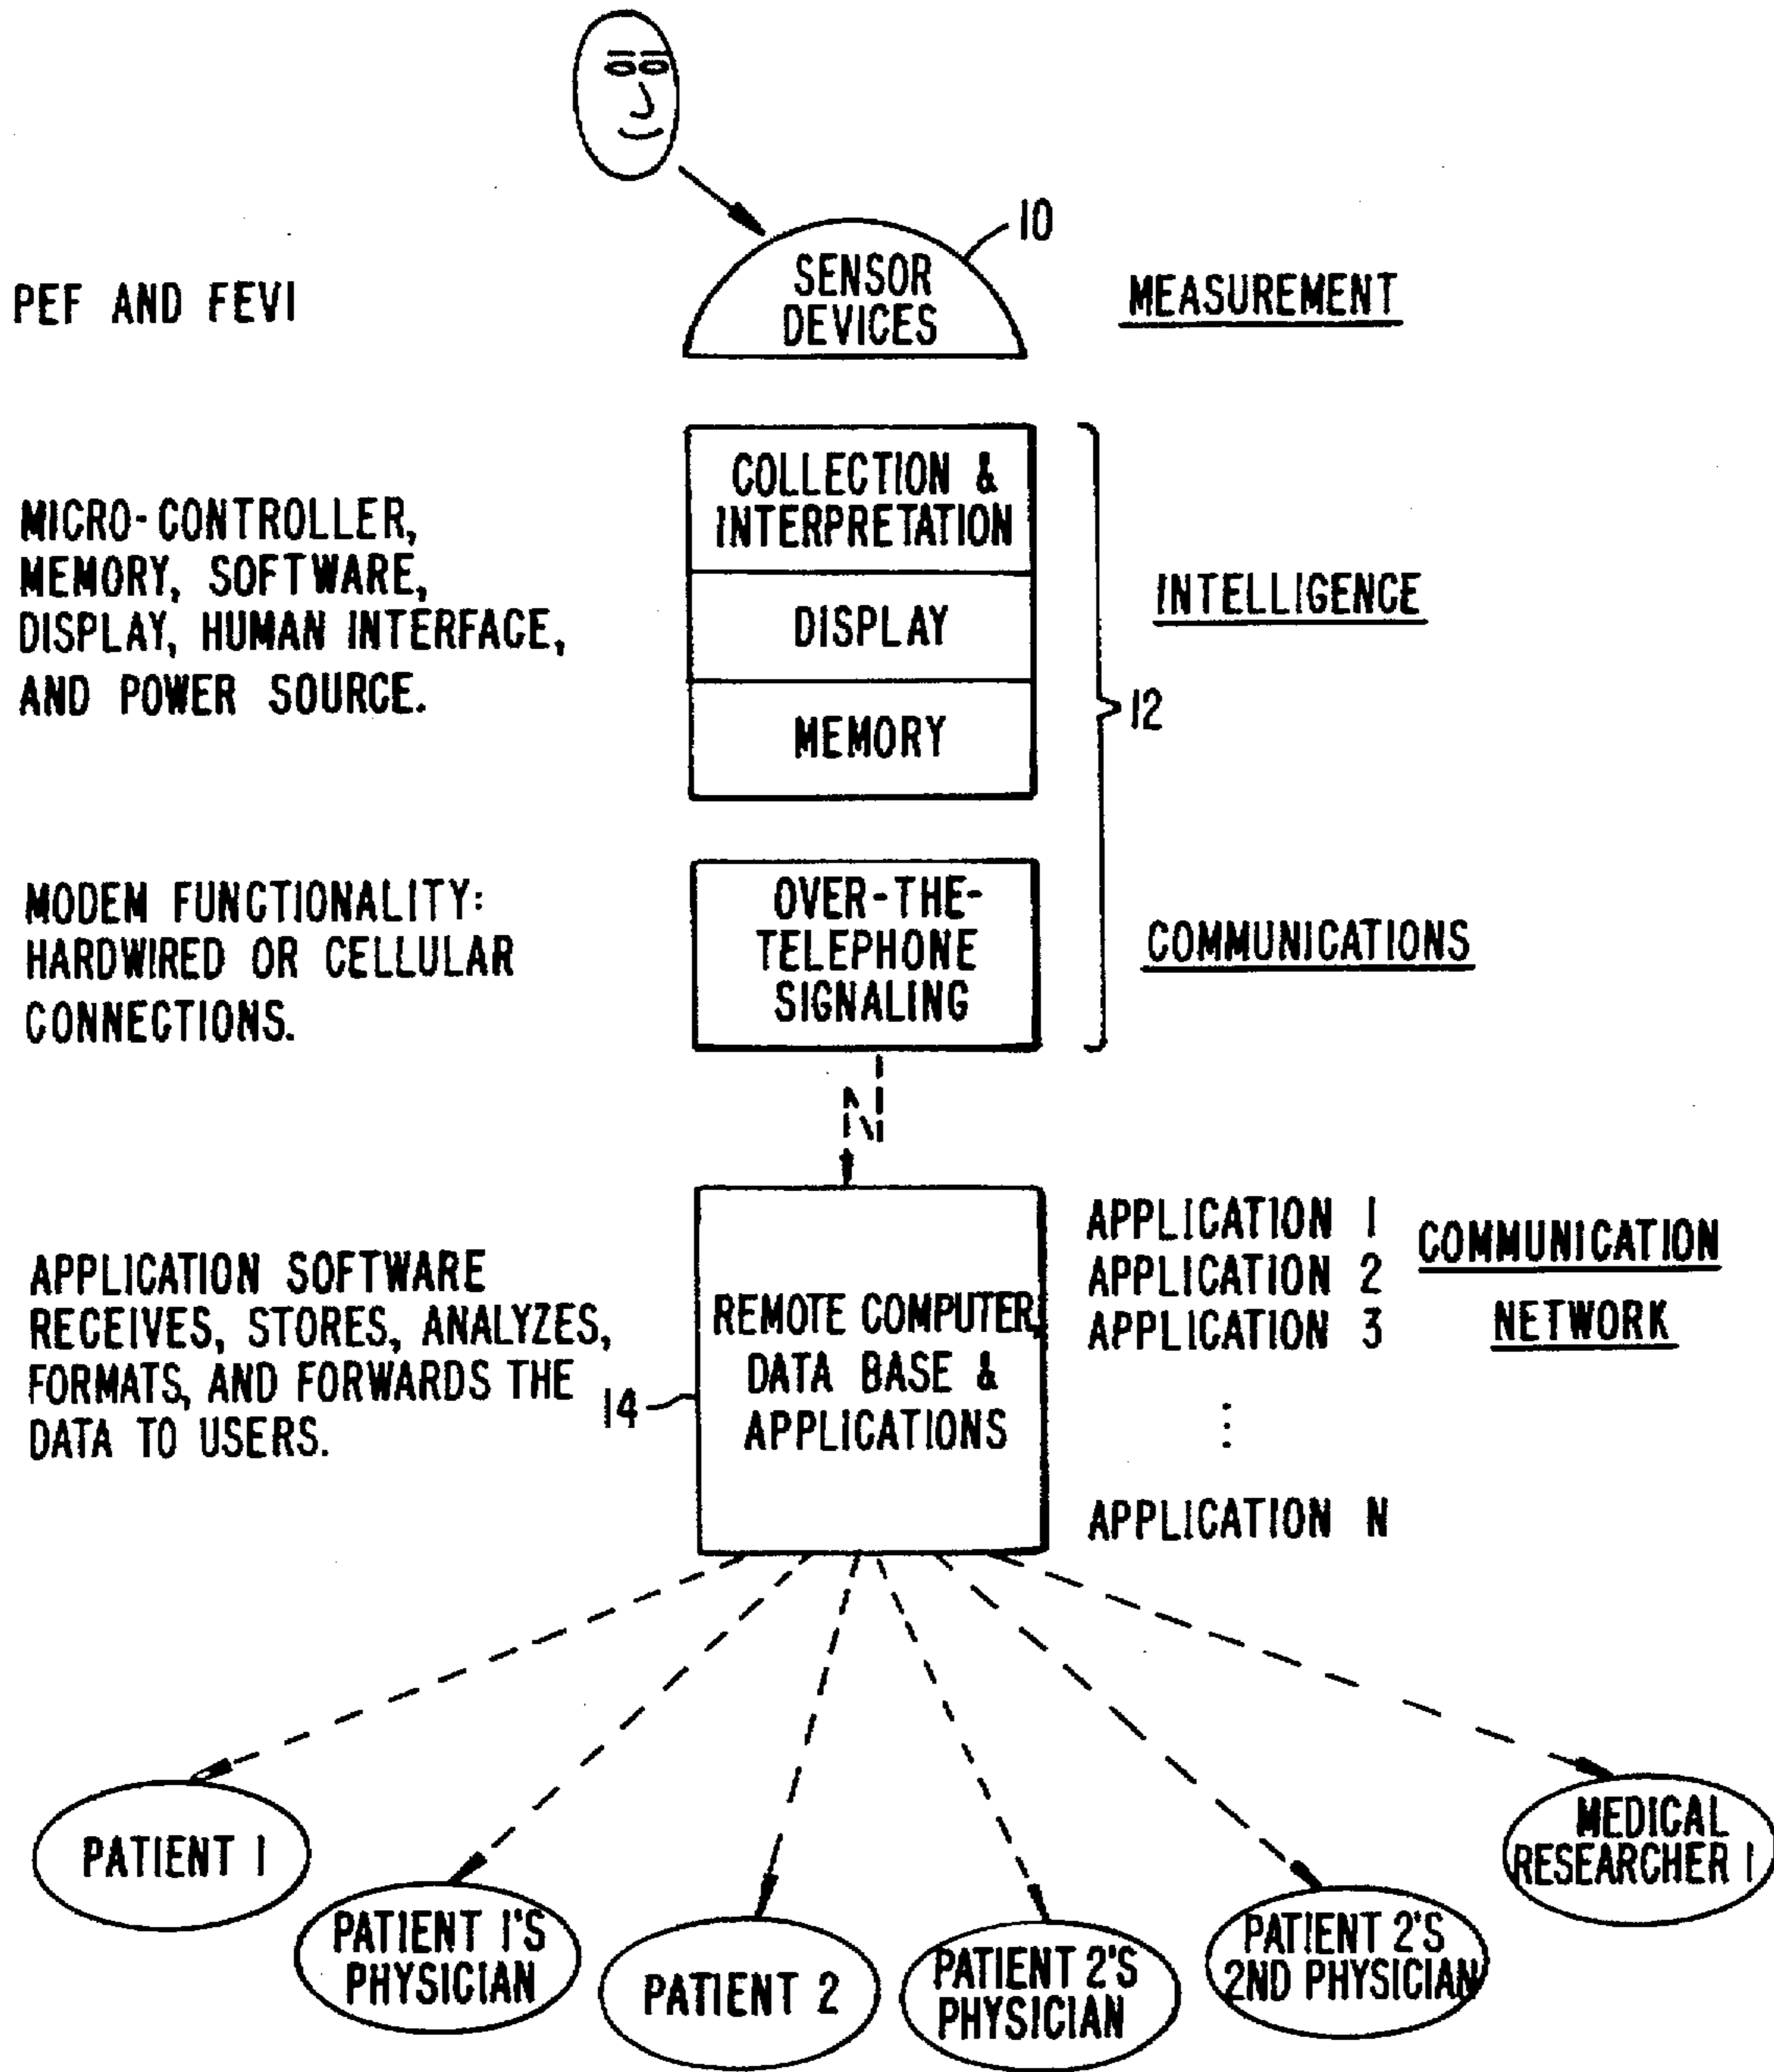 10
PEF AND FEVI
SENSOR
DEVICES
MEASUREMENT
MICRO-CONTROLLER,
MEMORY, SOFTWARE,
DISPLAY, HUMAN INTERFACE,
AND POWER SOURCE.
COLLECTION &
INTERPRETATION
DISPLAY
MEMORY
INTELLIGENCE
12
MODEM FUNCTIONALITY:
HARDWIRED OR CELLULAR
CONNECTIONS.
OVER-THE-
TELEPHONE
SIGNALING
COMMUNICATIONS
APPLICATION SOFTWARE
RECEIVES, STORES, ANALYZES,
FORMATS, AND FORWARDS THE
DATA TO USERS.
14
REMOTE COMPUTER,
DATA BASE &
APPLICATIONS
APPLICATION 1
APPLICATION 2
APPLICATION 3
⋮
APPLICATION N
COMMUNICATION
NETWORK
PATIENT 1
PATIENT 1'S
PHYSICIAN
PATIENT 2
PATIENT 2'S
PHYSICIAN
PATIENT 2'S
2ND PHYSICIAN
MEDICAL
RESEARCHER 1